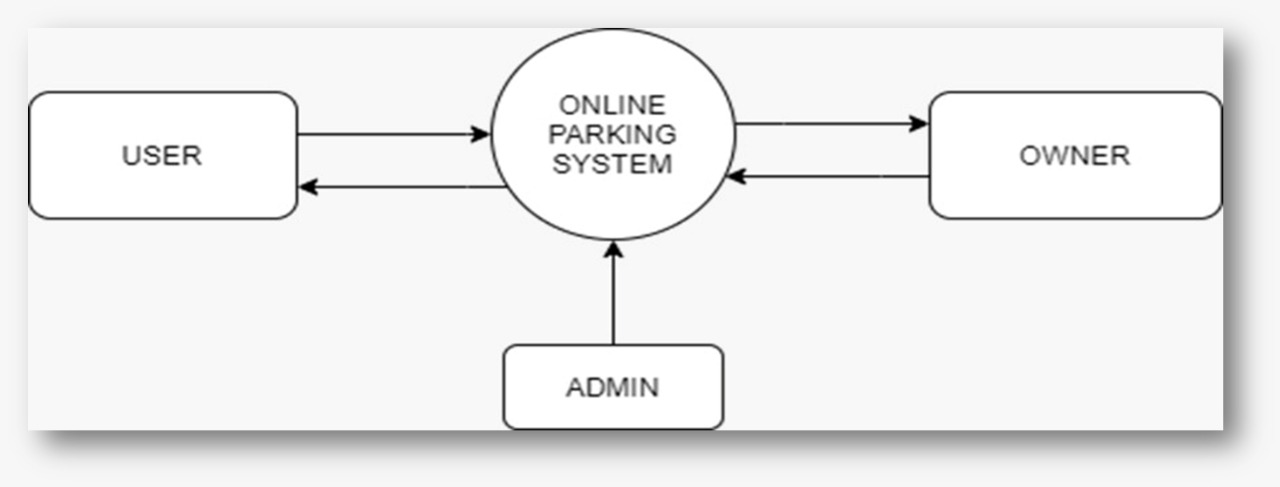 USER
ONLINE
PARKING
SYSTEM
OWNER
ADMIN